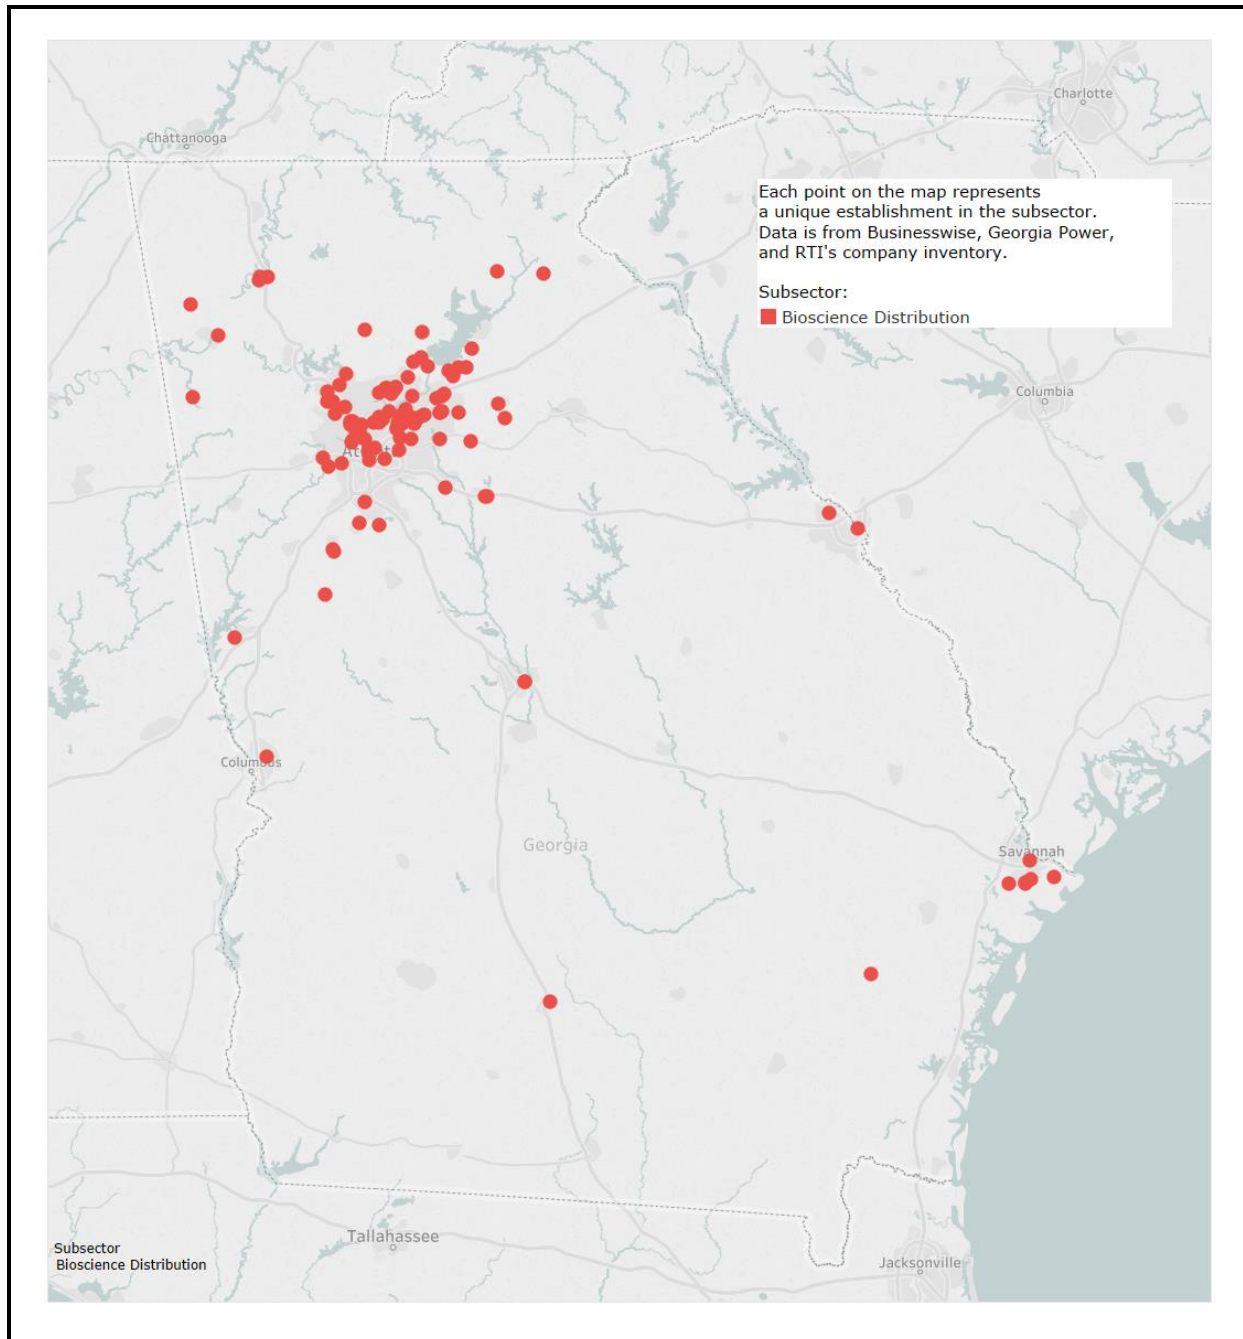 Charlotte
Chattanooga
Each point on the map represents
a unique establishment in the subsector.
Data is from Businesswise, Georgia Power,
and RTI's company inventory.
Subsector:
Bioscience Distribution
Columbia
Columbus
Georgia
Savannah
Tallahassee
Subsector
Bioscience Distribution
Jacksonville